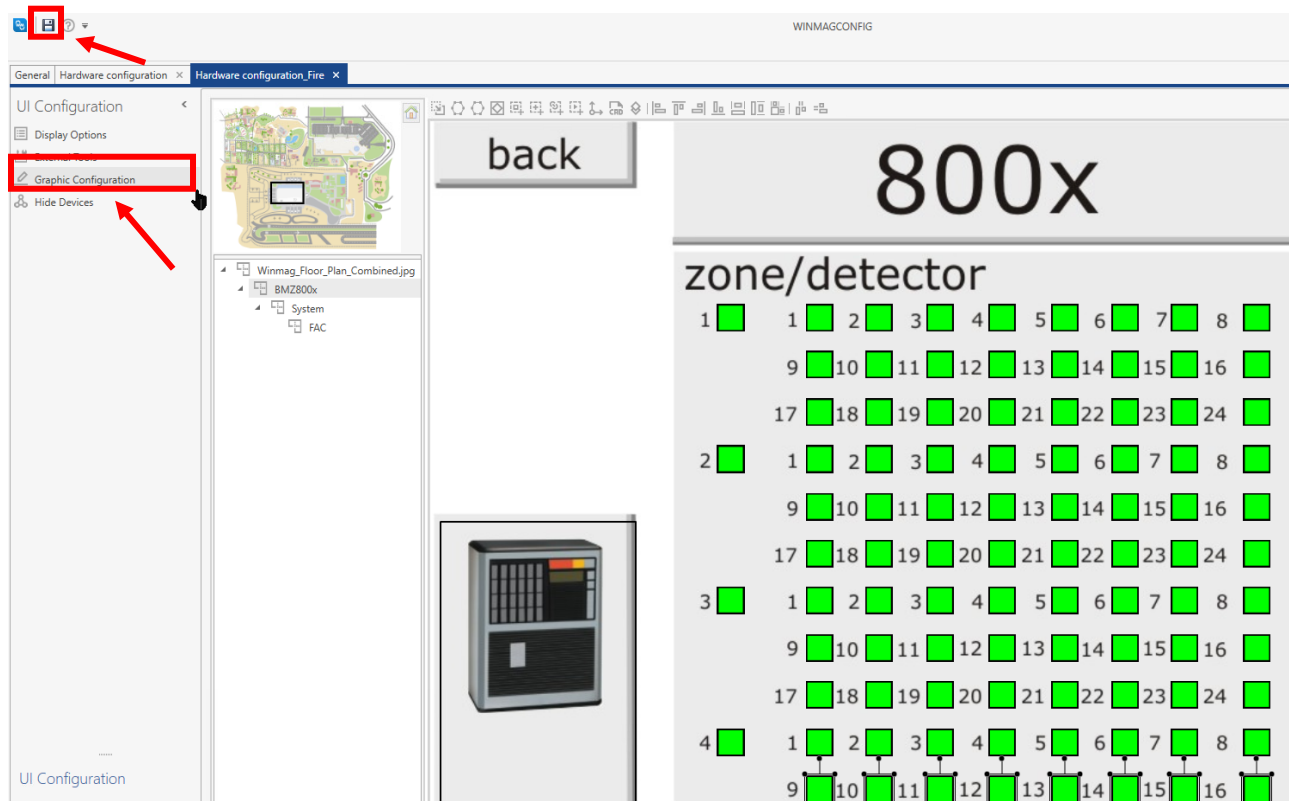 WINMAGCONFIG
General Hardware configuration × Hardware configuration_Fire ×
UI Configuration
Display Options
External Tools
Graphic Configuration
Hide Devices
Winmag_Floor_Plan_Combined.jpg
BMZ800x
System
FAC
UI Configuration
back
800x
zone/detector
1 1 2 3 4 5 6 7 8
9 10 11 12 13 14 15 16
17 18 19 20 21 22 23 24
2 1 2 3 4 5 6 7 8
9 10 11 12 13 14 15 16
17 18 19 20 21 22 23 24
3 1 2 3 4 5 6 7 8
9 10 11 12 13 14 15 16
17 18 19 20 21 22 23 24
4 1 2 3 4 5 6 7 8
9 10 11 12 13 14 15 16